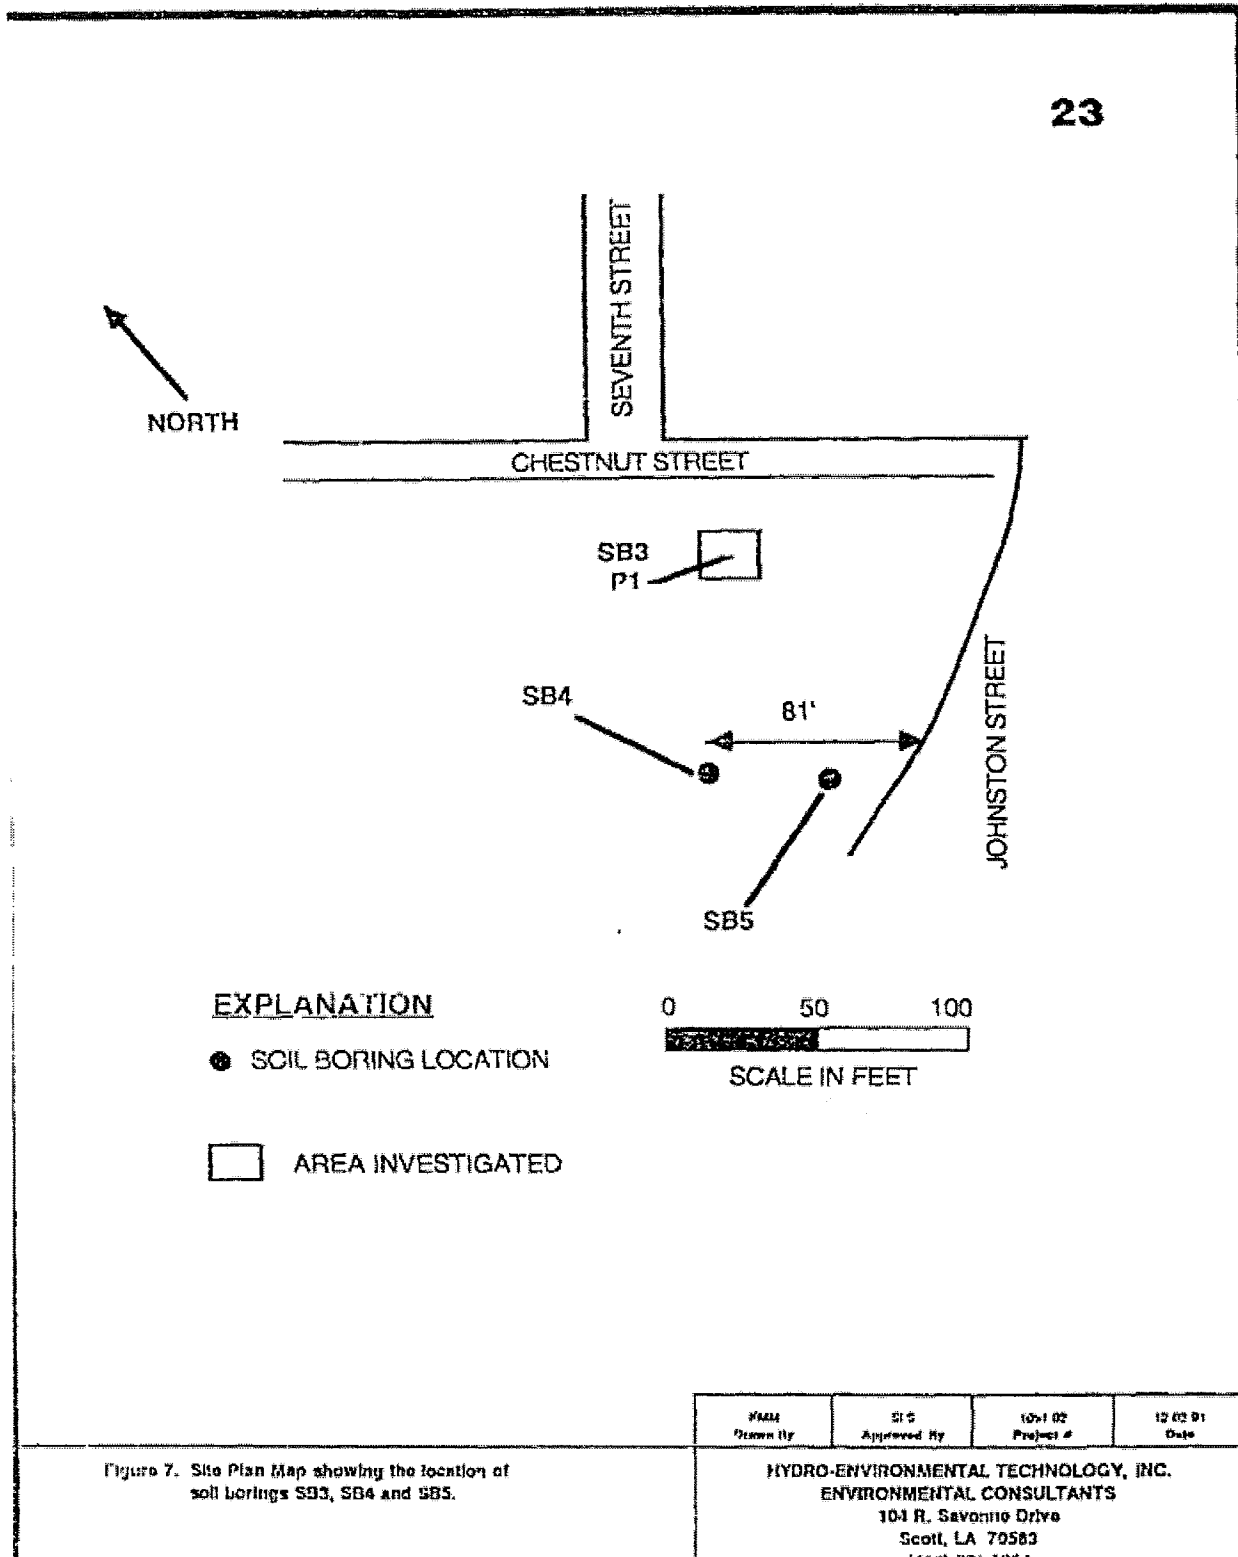 23
SEVENTH STREET
NORTH
CHESTNUT STREET
SB3
P1
SB4
81'
JOHNSTON STREET
SB5
EXPLANATION
0 50 100
SOIL BORING LOCATION
SCALE IN FEET
AREA INVESTIGATED
Drawn By
Approved By
Project #
Date
Figure 7. Site Plan Map showing the location of
soil borings SB3, SB4 and SB5.
HYDRO-ENVIRONMENTAL TECHNOLOGY, INC.
ENVIRONMENTAL CONSULTANTS
Drive
Scott, LA 70583